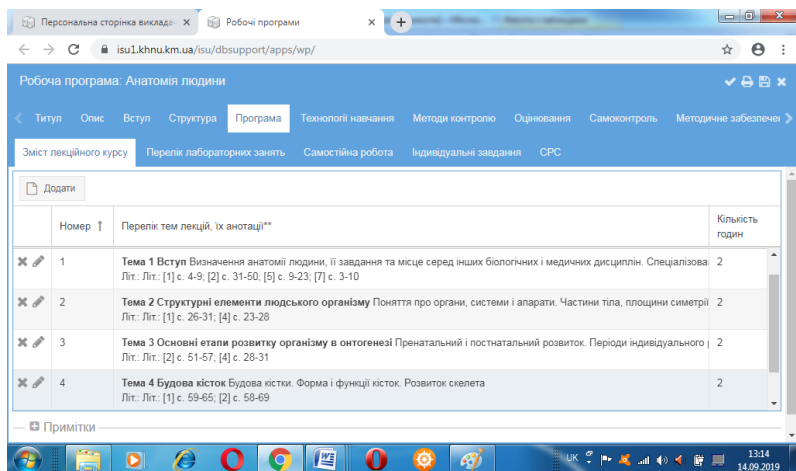 Персональна сторінка виклада
Робочі програми
isu1.khnu.km.ua/isu/dbsupport/apps/wp/
Робоча програма: Анатомія людини
Титул Опис Вступ Структура Програма Технології навчання Методи контролю Оцінювання Самоконтроль Методичне забезпечен
Зміст лекційного курсу Перелік лабораторних занять Самостійна робота Індивідуальні завдання СРС
Додати
Номер ↑ Перелік тем лекцій, їх анотації** Кількість годин
1 Тема 1 Вступ Визначення анатомії людини, її завдання та місце серед інших біологічних і медичних дисциплін. Спеціалізова 2
Літ.: Літ.: [1] с. 4-9; [2] с. 31-50; [5] с. 9-23; [7] с. 3-10
2 Тема 2 Структурні елементи людського організму Поняття про органи, системи і апарати. Частини тіла, площини симетрії 2
Літ.: Літ.: [1] с. 26-31; [4] с. 23-28
3 Тема 3 Основні етапи розвитку організму в онтогенезі Пренатальний і постнатальний розвиток. Періоди індивідуального 2
Літ.: Літ.: [2] с. 51-57; [4] с. 28-31
4 Тема 4 Будова кісток Будова кістки. Форма і функції кісток. Розвиток скелета 2
Літ.: Літ.: [1] с. 59-65; [2] с. 58-69
Примітки
UK 13:14
14.09.2019